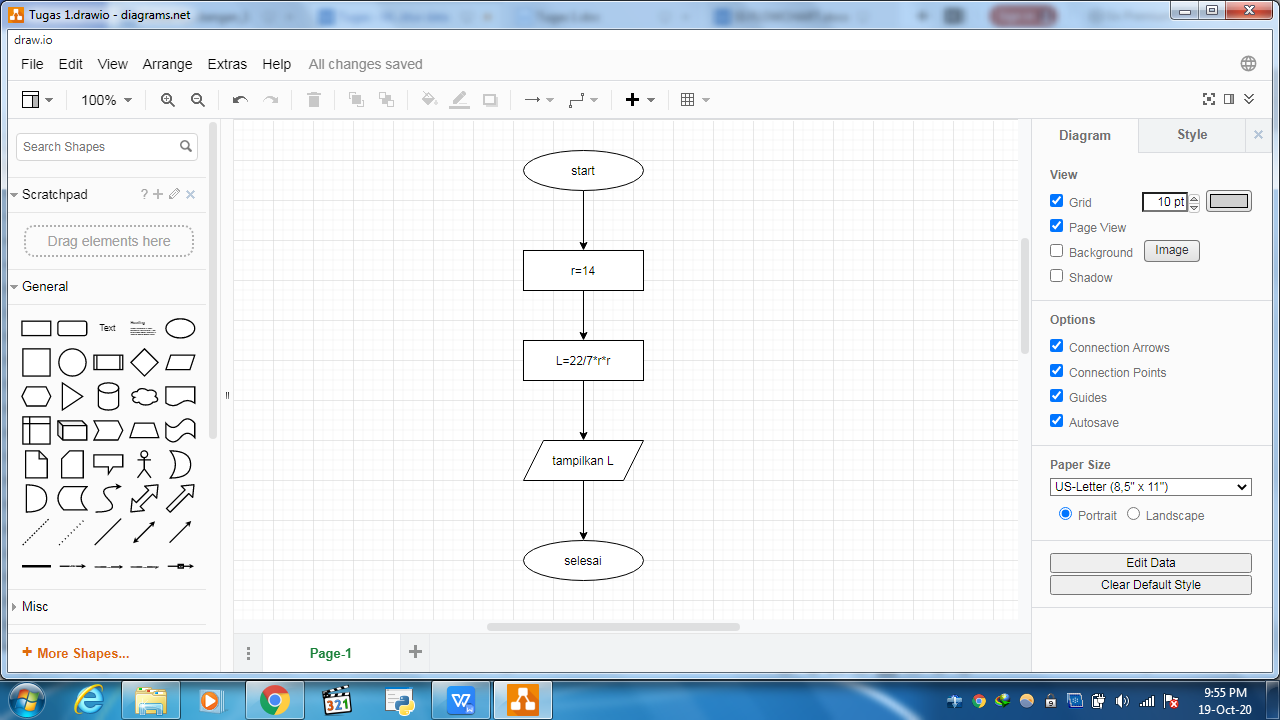 Tugas 1.drawio - diagrams.net
draw.io
File Edit View Arrange Extras Help All changes saved
100%
Search Shapes
Scratchpad ?
Drag elements here
General
Text
Heading
Misc
+ More Shapes...
start
r=14
L=22/7*r*r
tampilkan L
selesai
Page-1
Diagram Style
View
Grid 10 pt
Page View
Background Image
Shadow
Options
Connection Arrows
Connection Points
Guides
Autosave
Paper Size
US-Letter (8,5" x 11")
Portrait Landscape
Edit Data
Clear Default Style
321
W
9:55 PM
19-Oct-20